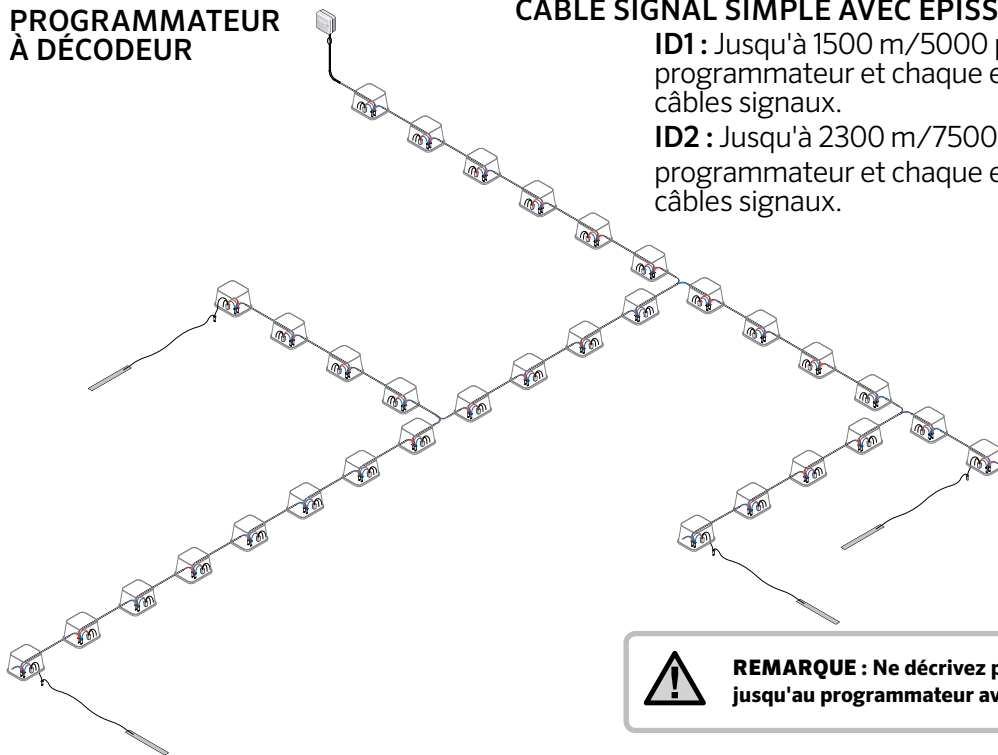 PROGRAMMATEUR
À DÉCODEUR
CÂBLE SIGNAL SIMPLE AVEC ÉPISS
ID1 : Jusqu'à 1500 m/5000
programmateur et chaque e
câbles signaux.
ID2 : Jusqu'à 2300 m/7500
programmateur et chaque e
câbles signaux.
REMARQUE : Ne décrivez p
jusqu'au programmateur av